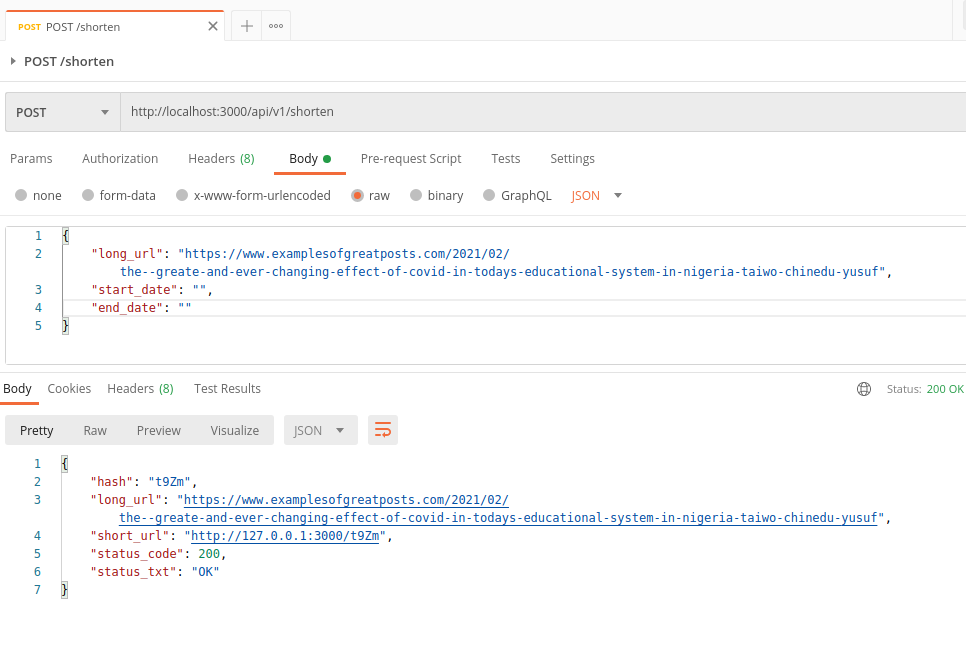 POST POST /shorten
POST /shorten
POST http://localhost:3000/api/v1/shorten
Params Authorization Headers (8) Body Pre-request Script Tests Settings
none form-data x-www-form-urlencoded raw binary GraphQL JSON
1 {
2 "long_url": "https://www.examplesofgreatposts.com/2021/02/
the--greate-and-ever-changing-effect-of-covid-in-todays-educational-system-in-nigeria-taiwo-chinedu-yusuf",
3 "start_date": "",
4 "end_date": ""
5 }
Body Cookies Headers (8) Test Results Status: 200 OK
Pretty Raw Preview Visualize JSON
1 {
2 "hash": "t9Zm",
3 "long_url": "https://www.examplesofgreatposts.com/2021/02/
the--greate-and-ever-changing-effect-of-covid-in-todays-educational-system-in-nigeria-taiwo-chinedu-yusuf",
4 "short_url": "http://127.0.0.1:3000/t9Zm",
5 "status_code": 200,
6 "status_txt": "OK"
7 }